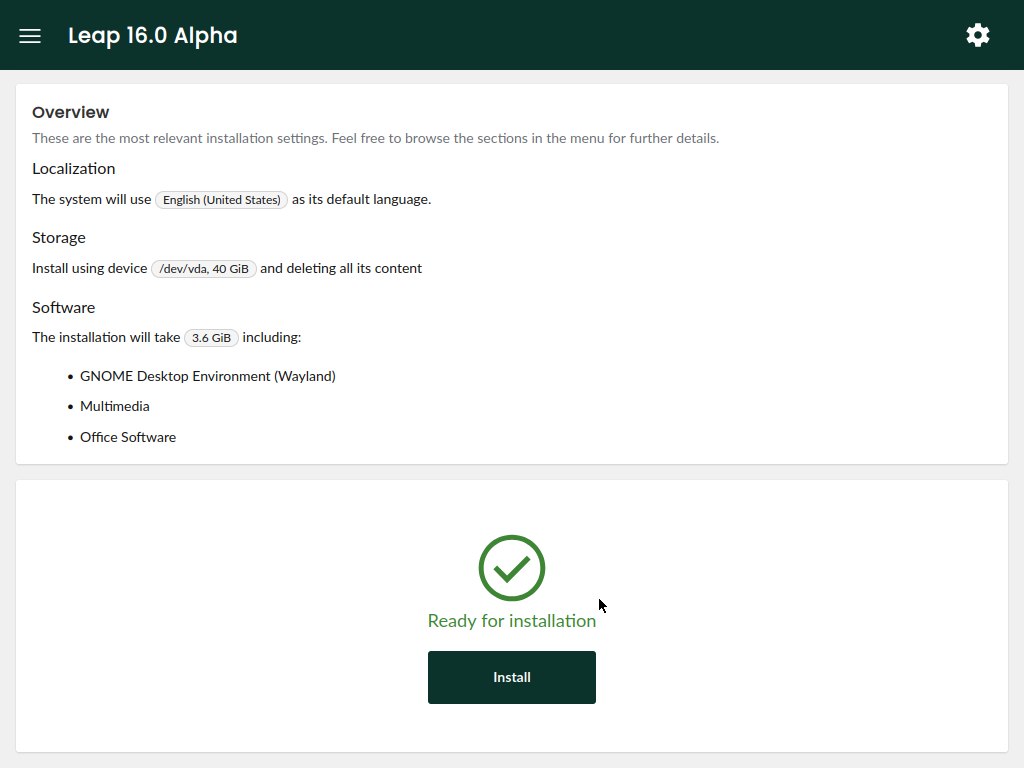 Leap 16.0 Alpha
Overview
These are the most relevant installation settings. Feel free to browse the sections in the menu for further details.
Localization
The system will use English (United States) as its default language.
Storage
Install using device /dev/vda, 40 GiB and deleting all its content
Software
The installation will take 3.6 GiB including:
• GNOME Desktop Environment (Wayland)
• Multimedia
• Office Software
Ready for installation
Install